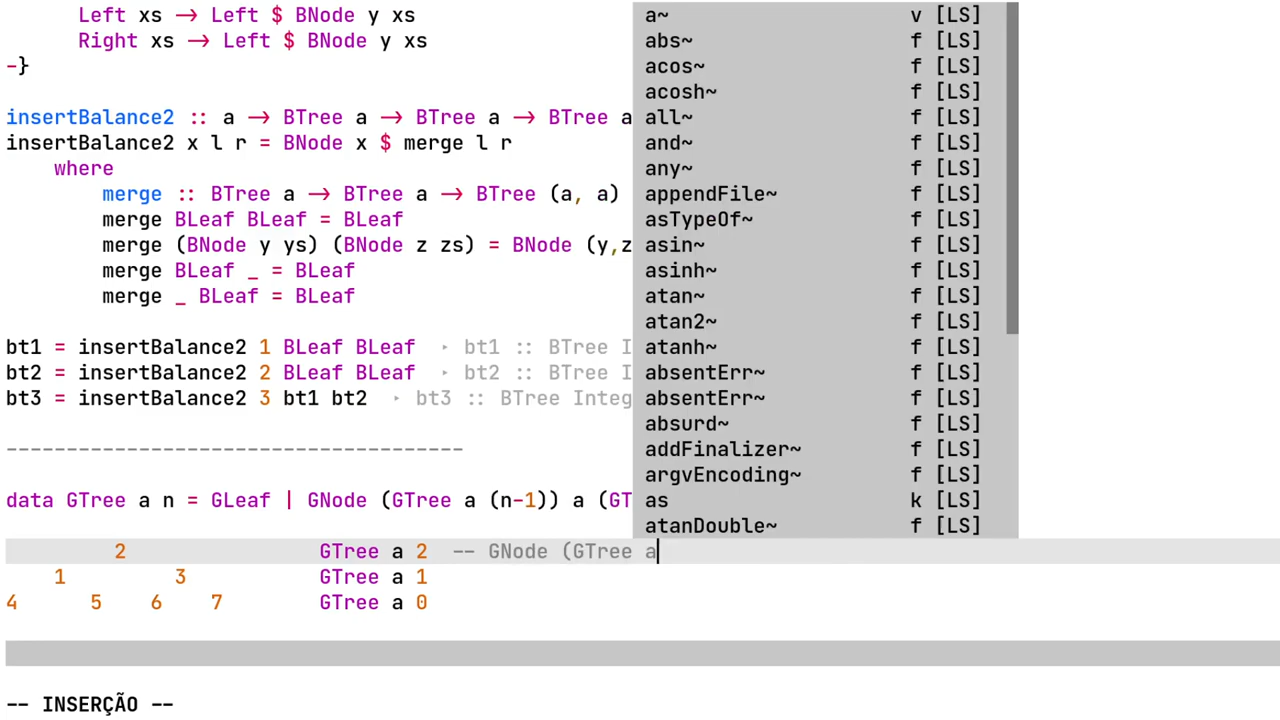 Left xs -> Left $ BNode y xs
Right xs -> Left $ BNode y xs
-}
insertBalance2 :: a -> BTree a -> BTree a -> BTree a
insertBalance2 x l r = BNode x $ merge l r
where
merge :: BTree a -> BTree a -> BTree (a, a)
merge BLeaf BLeaf = BLeaf
merge (BNode y ys) (BNode z zs) = BNode (y,z
merge BLeaf _ = BLeaf
merge _ BLeaf = BLeaf
bt1 = insertBalance2 1 BLeaf BLeaf ‣ bt1 :: BTree I
bt2 = insertBalance2 2 BLeaf BLeaf ‣ bt2 :: BTree I
bt3 = insertBalance2 3 bt1 bt2 ‣ bt3 :: BTree Integ
--------------------------------------
data GTree a n = GLeaf | GNode (GTree a (n-1)) a (GT
2 GTree a 2 -- GNode (GTree a
1 3 GTree a 1
4 5 6 7 GTree a 0
a~ v [LS]
abs~ f [LS]
acos~ f [LS]
acosh~ f [LS]
all~ f [LS]
and~ f [LS]
any~ f [LS]
appendFile~ f [LS]
asTypeOf~ f [LS]
asin~ f [LS]
asinh~ f [LS]
atan~ f [LS]
atan2~ f [LS]
atanh~ f [LS]
absentErr~ f [LS]
absentErr~ f [LS]
absurd~ f [LS]
addFinalizer~ f [LS]
argvEncoding~ f [LS]
as k [LS]
atanDouble~ f [LS]
-- INSERÇÃO --